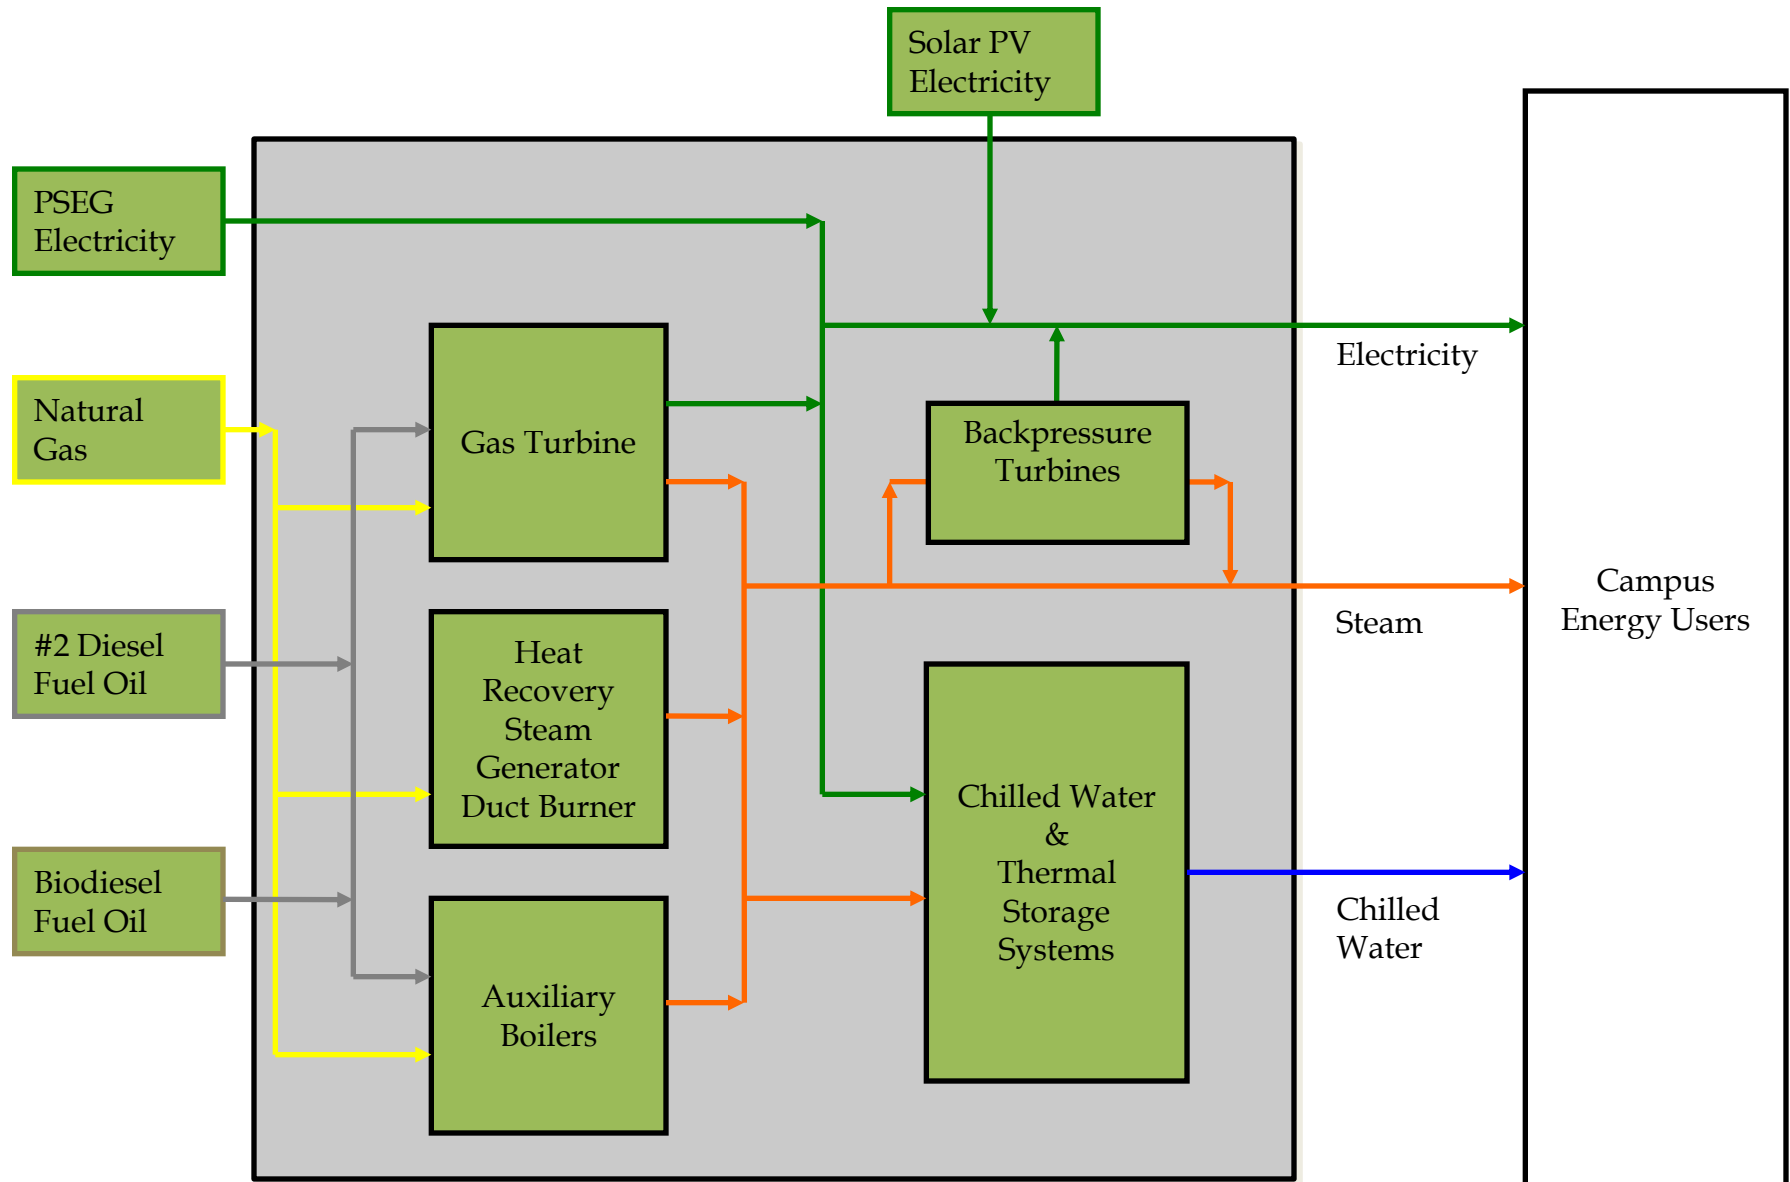 Solar PV
Electricity
PSEG
Electricity
Natural
Gas
#2 Diesel
Fuel Oil
Biodiesel
Fuel Oil
Gas Turbine
Heat
Recovery
Steam
Generator
Duct Burner
Auxiliary
Boilers
Backpressure
Turbines
Chilled Water
&
Thermal
Storage
Systems
Electricity
Steam
Chilled
Water
Campus
Energy Users